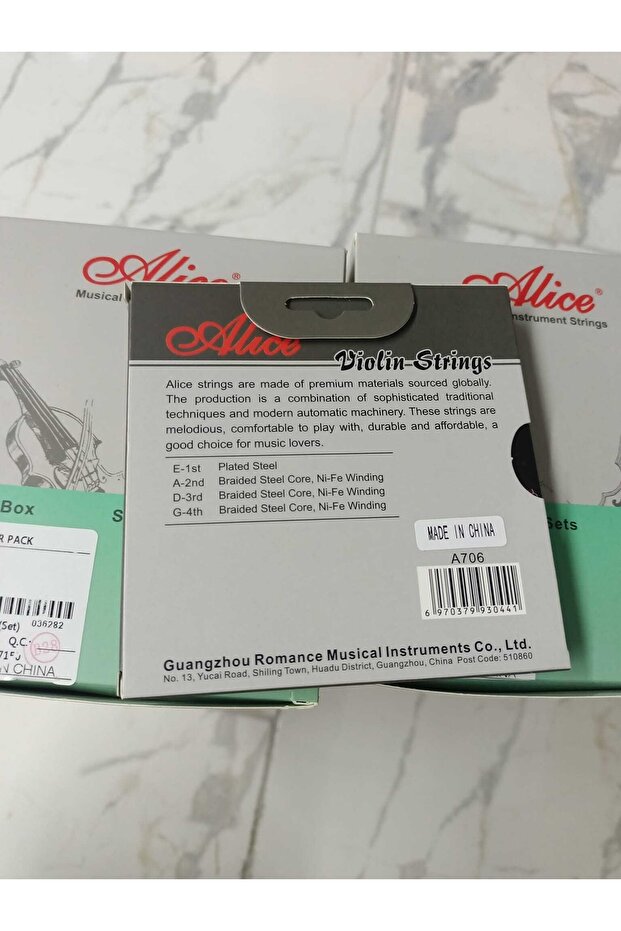 Alice®
Musical
Alice®
Instrument Strings
Alice
Violin Strings
Alice strings are made of premium materials sourced globally.
The production is a combination of sophisticated traditional
techniques and modern automatic machinery. These strings are
melodious, comfortable to play with, durable and affordable, a
good choice for music lovers.
E-1st Plated Steel
A-2nd Braided Steel Core, Ni-Fe Winding
D-3rd Braided Steel Core, Ni-Fe Winding
G-4th Braided Steel Core, Ni-Fe Winding
MADE IN CHINA
A706
6 970379 930441
Guangzhou Romance Musical Instruments Co., Ltd.
No. 13, Yucai Road, Shiling Town, Huadu District, Guangzhou, China Post Code: 510860
Box
S
R PACK
(Set) 036282
Q.C.
CHINA
Sets